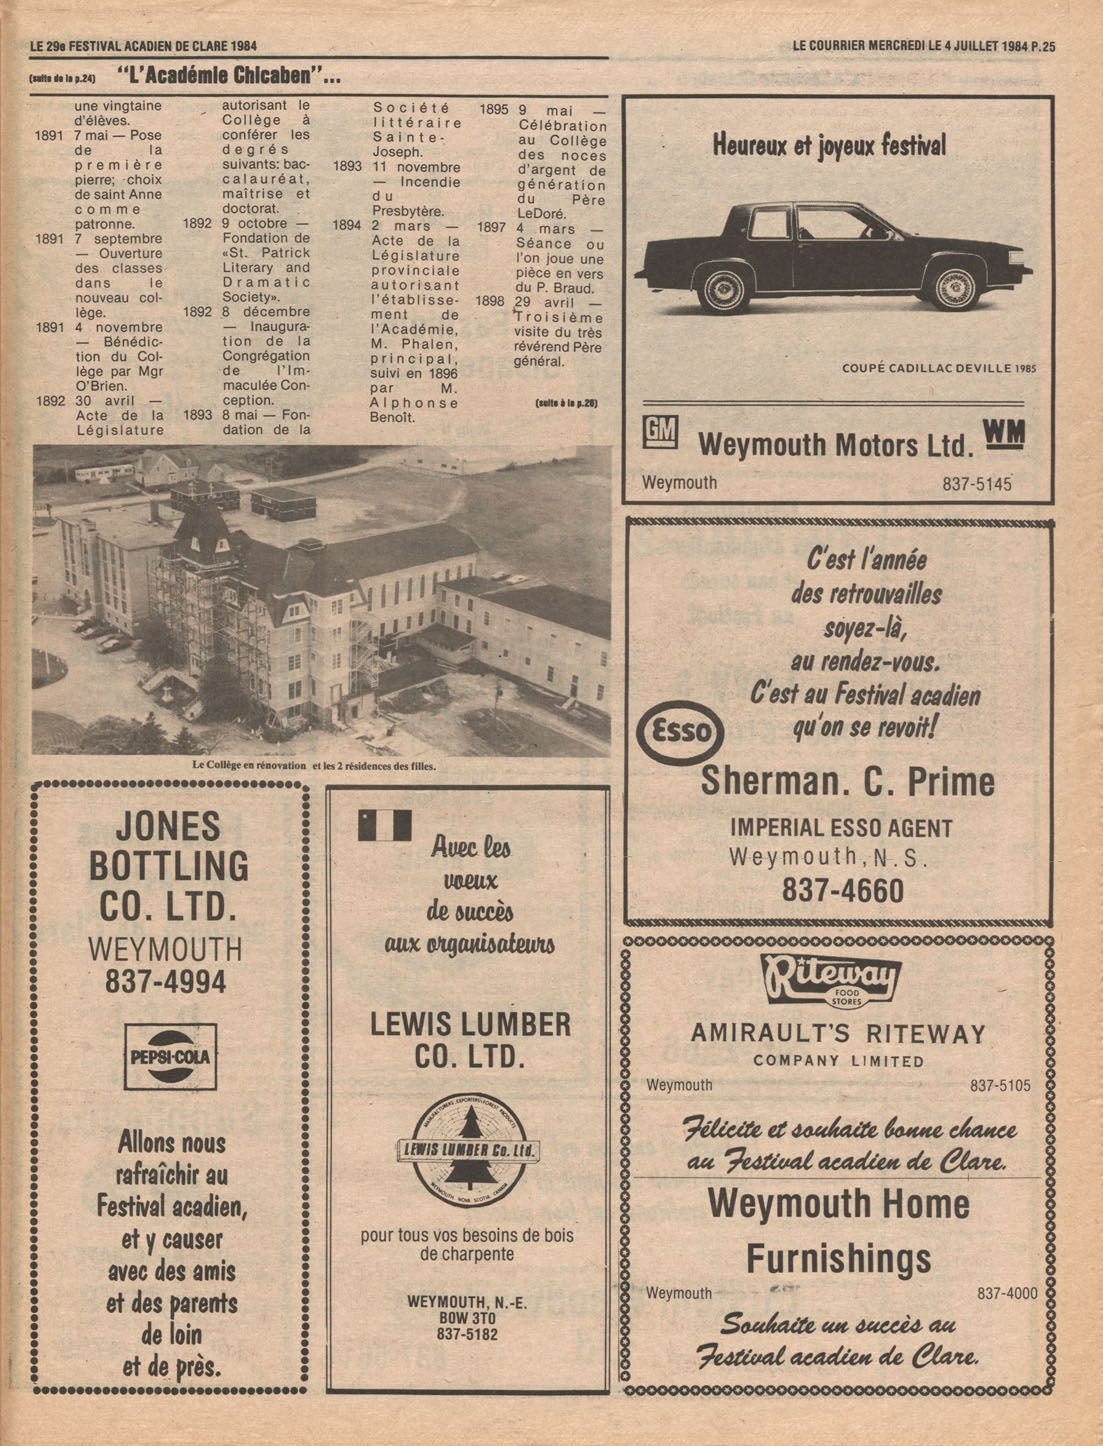 LE 29e FESTIVAL ACADIEN DE CLARE 1984
LE COURRIER MERCREDI LE 4 JUILLET 1984 P.25
(suite de la p.24) "L'Académie Chicaben"...
une vingtaine
d'élèves.
1891 7 mai — Pose
de la
première
pierre; choix
de saint Anne
comme
patronne.
1891 7 septembre
— Ouverture
des classes
dans le
nouveau col-
lège.
1891 4 novembre
— Bénédic-
tion du Col-
lège par Mgr
O'Brien.
1892 30 avril —
Acte de la
Législature
autorisant le
Collège à
conférer les
degrés
suivants: bac-
calauréat,
maîtrise et
doctorat.
1892 9 octobre —
Fondation de
«St. Patrick
Literary and
Dramatic
Society».
1892 8 décembre
— Inaugura-
tion de la
Congrégation
de l'Im-
maculée Con-
ception.
1893 8 mai — Fon-
dation de la
Société
littéraire
Sainte-
Joseph.
1893 11 novembre
— Incendie
du
Presbytère.
1894 2 mars —
Acte de la
Législature
provinciale
autorisant
l'établisse-
ment de
l'Académie,
M. Phalen,
principal,
suivi en 1896
par M.
Alphonse
Benoît.
1895 9 mai —
Célébration
au Collège
des noces
d'argent de
génération
du Père
LeDoré.
1897 4 mars —
Séance ou
l'on joue une
pièce en vers
du P. Braud.
1898 29 avril —
Troisième
visite du très
révérend Père
général.
(suite à la p.26)
Le Collège en rénovation et les 2 résidences des filles.
Heureux et joyeux festival
COUPÉ CADILLAC DEVILLE 1985
GM Weymouth Motors Ltd. WM
Weymouth 837-5145
C'est l'année
des retrouvailles
soyez-là,
au rendez-vous.
C'est au Festival acadien
qu'on se revoit!
Esso
Sherman. C. Prime
IMPERIAL ESSO AGENT
Weymouth, N.S.
837-4660
JONES
BOTTLING
CO. LTD.
WEYMOUTH
837-4994
PEPSI-COLA
Allons nous
rafraîchir au
Festival acadien,
et y causer
avec des amis
et des parents
de loin
et de près.
Avec les
voeux
de succès
aux organisateurs
LEWIS LUMBER
CO. LTD.
MANUFACTURERS, EXPORTERS, FOREST PRODUCTS
LEWIS LUMBER Co. Ltd.
WEYMOUTH NOVA SCOTIA CANADA
pour tous vos besoins de bois
de charpente
WEYMOUTH, N.-E.
BOW 3TO
837-5182
Riteway
FOOD
STORES
AMIRAULT'S RITEWAY
COMPANY LIMITED
Weymouth 837-5105
Félicite et souhaite bonne chance
au Festival acadien de Clare.
Weymouth Home
Furnishings
Weymouth 837-4000
Souhaite un succès au
Festival acadien de Clare.